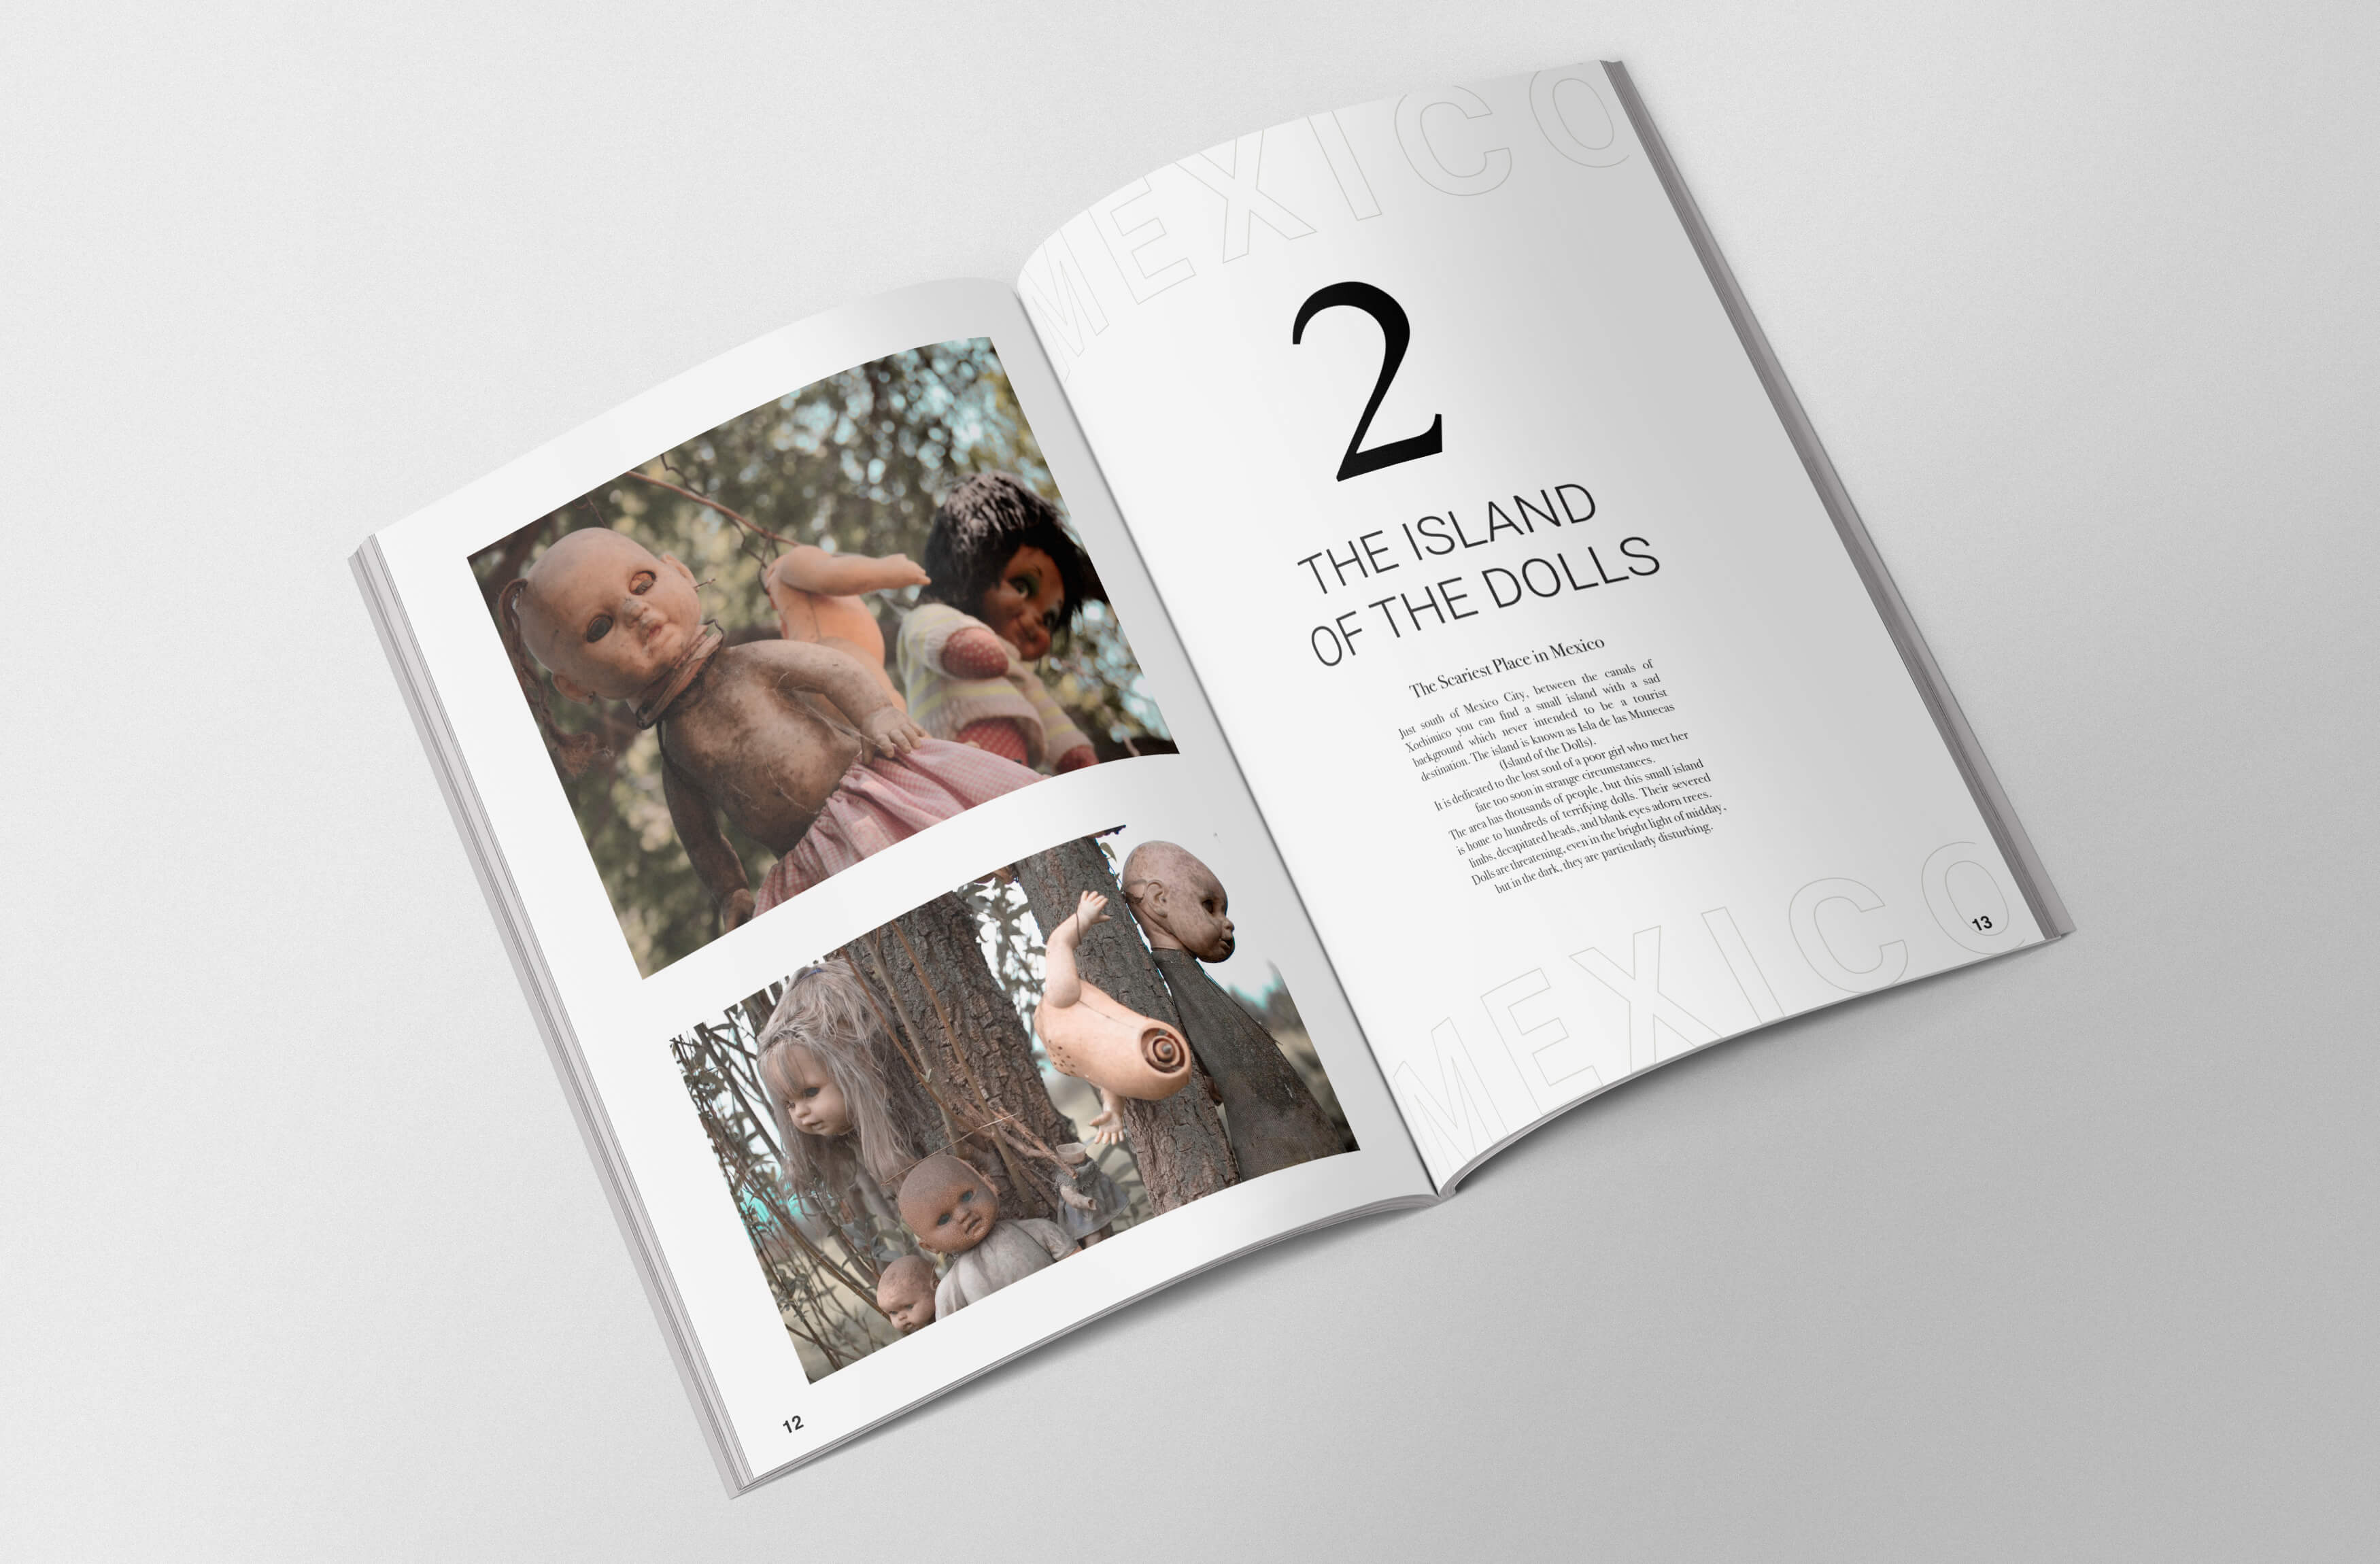 12
MEXICO
2
THE ISLAND
OF THE DOLLS
The Scariest Place in Mexico
Just south of Mexico City, between the canals of
Xochimico you can find a small island with a sad
background which never intended to be a tourist
destination. The island is known as Isla de las Munecas
(Island of the Dolls).
It is dedicated to the lost soul of a poor girl who met her
fate too soon in strange circumstances.
The area has thousands of people, but this small island
is home to hundreds of terrifying dolls. Their severed
limbs, decapitated heads, and blank eyes adorn trees.
Dolls are threatening, even in the bright light of midday,
but in the dark, they are particularly disturbing.
MEXICO
13